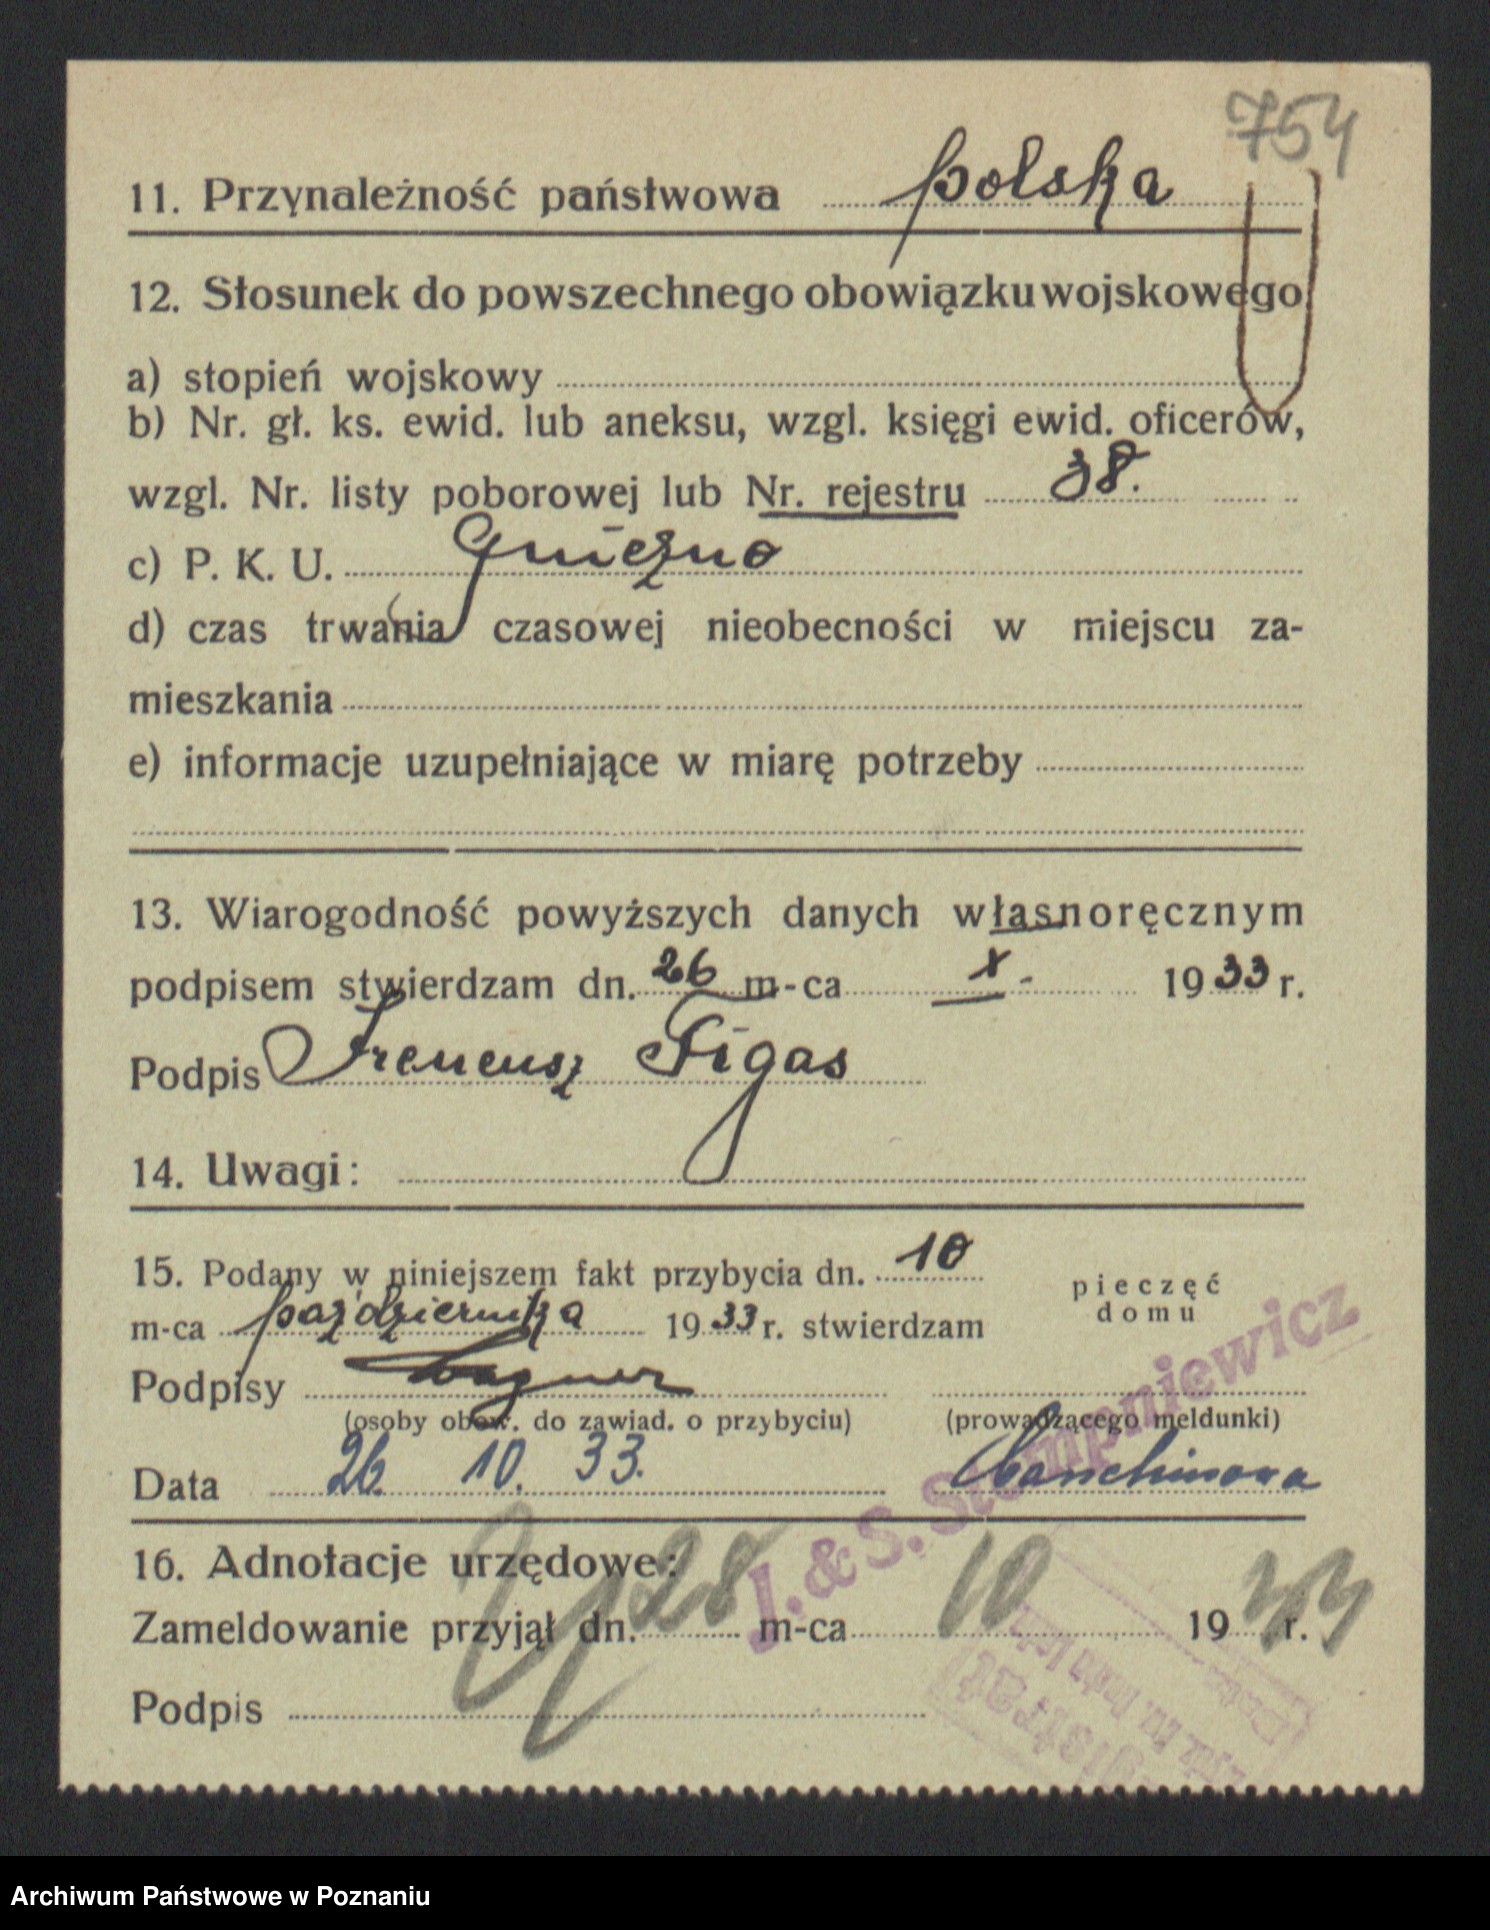 754
11. Przynależność państwowa polska
12. Stosunek do powszechnego obowiązku wojskowego
a) stopień wojskowy
b) Nr. gł. ks. ewid. lub aneksu, wzgl. księgi ewid. oficerów,
wzgl. Nr. listy poborowej lub Nr. rejestru 38.
c) P. K. U. Gniezno
d) czas trwania czasowej nieobecności w miejscu za-
mieszkania
e) informacje uzupełniające w miarę potrzeby
13. Wiarogodność powyższych danych własnoręcznym
podpisem stwierdzam dn. 26 m-ca X - 1933 r.
Podpis Ireneusz Figas
14. Uwagi:
15. Podany w niniejszem fakt przybycia dn. 10
m-ca października 1933 r. stwierdzam
pieczęć
domu
Podpisy Wagner
(osoby obow. do zawiad. o przybyciu) (prowadzącego meldunki)
Data 26. 10. 33.
J. & S. Stempniewicz
16. Adnotacje urzędowe:
Zameldowanie przyjął dn. 28 m-ca 10 1933 r.
Podpis
Archiwum Państwowe w Poznaniu